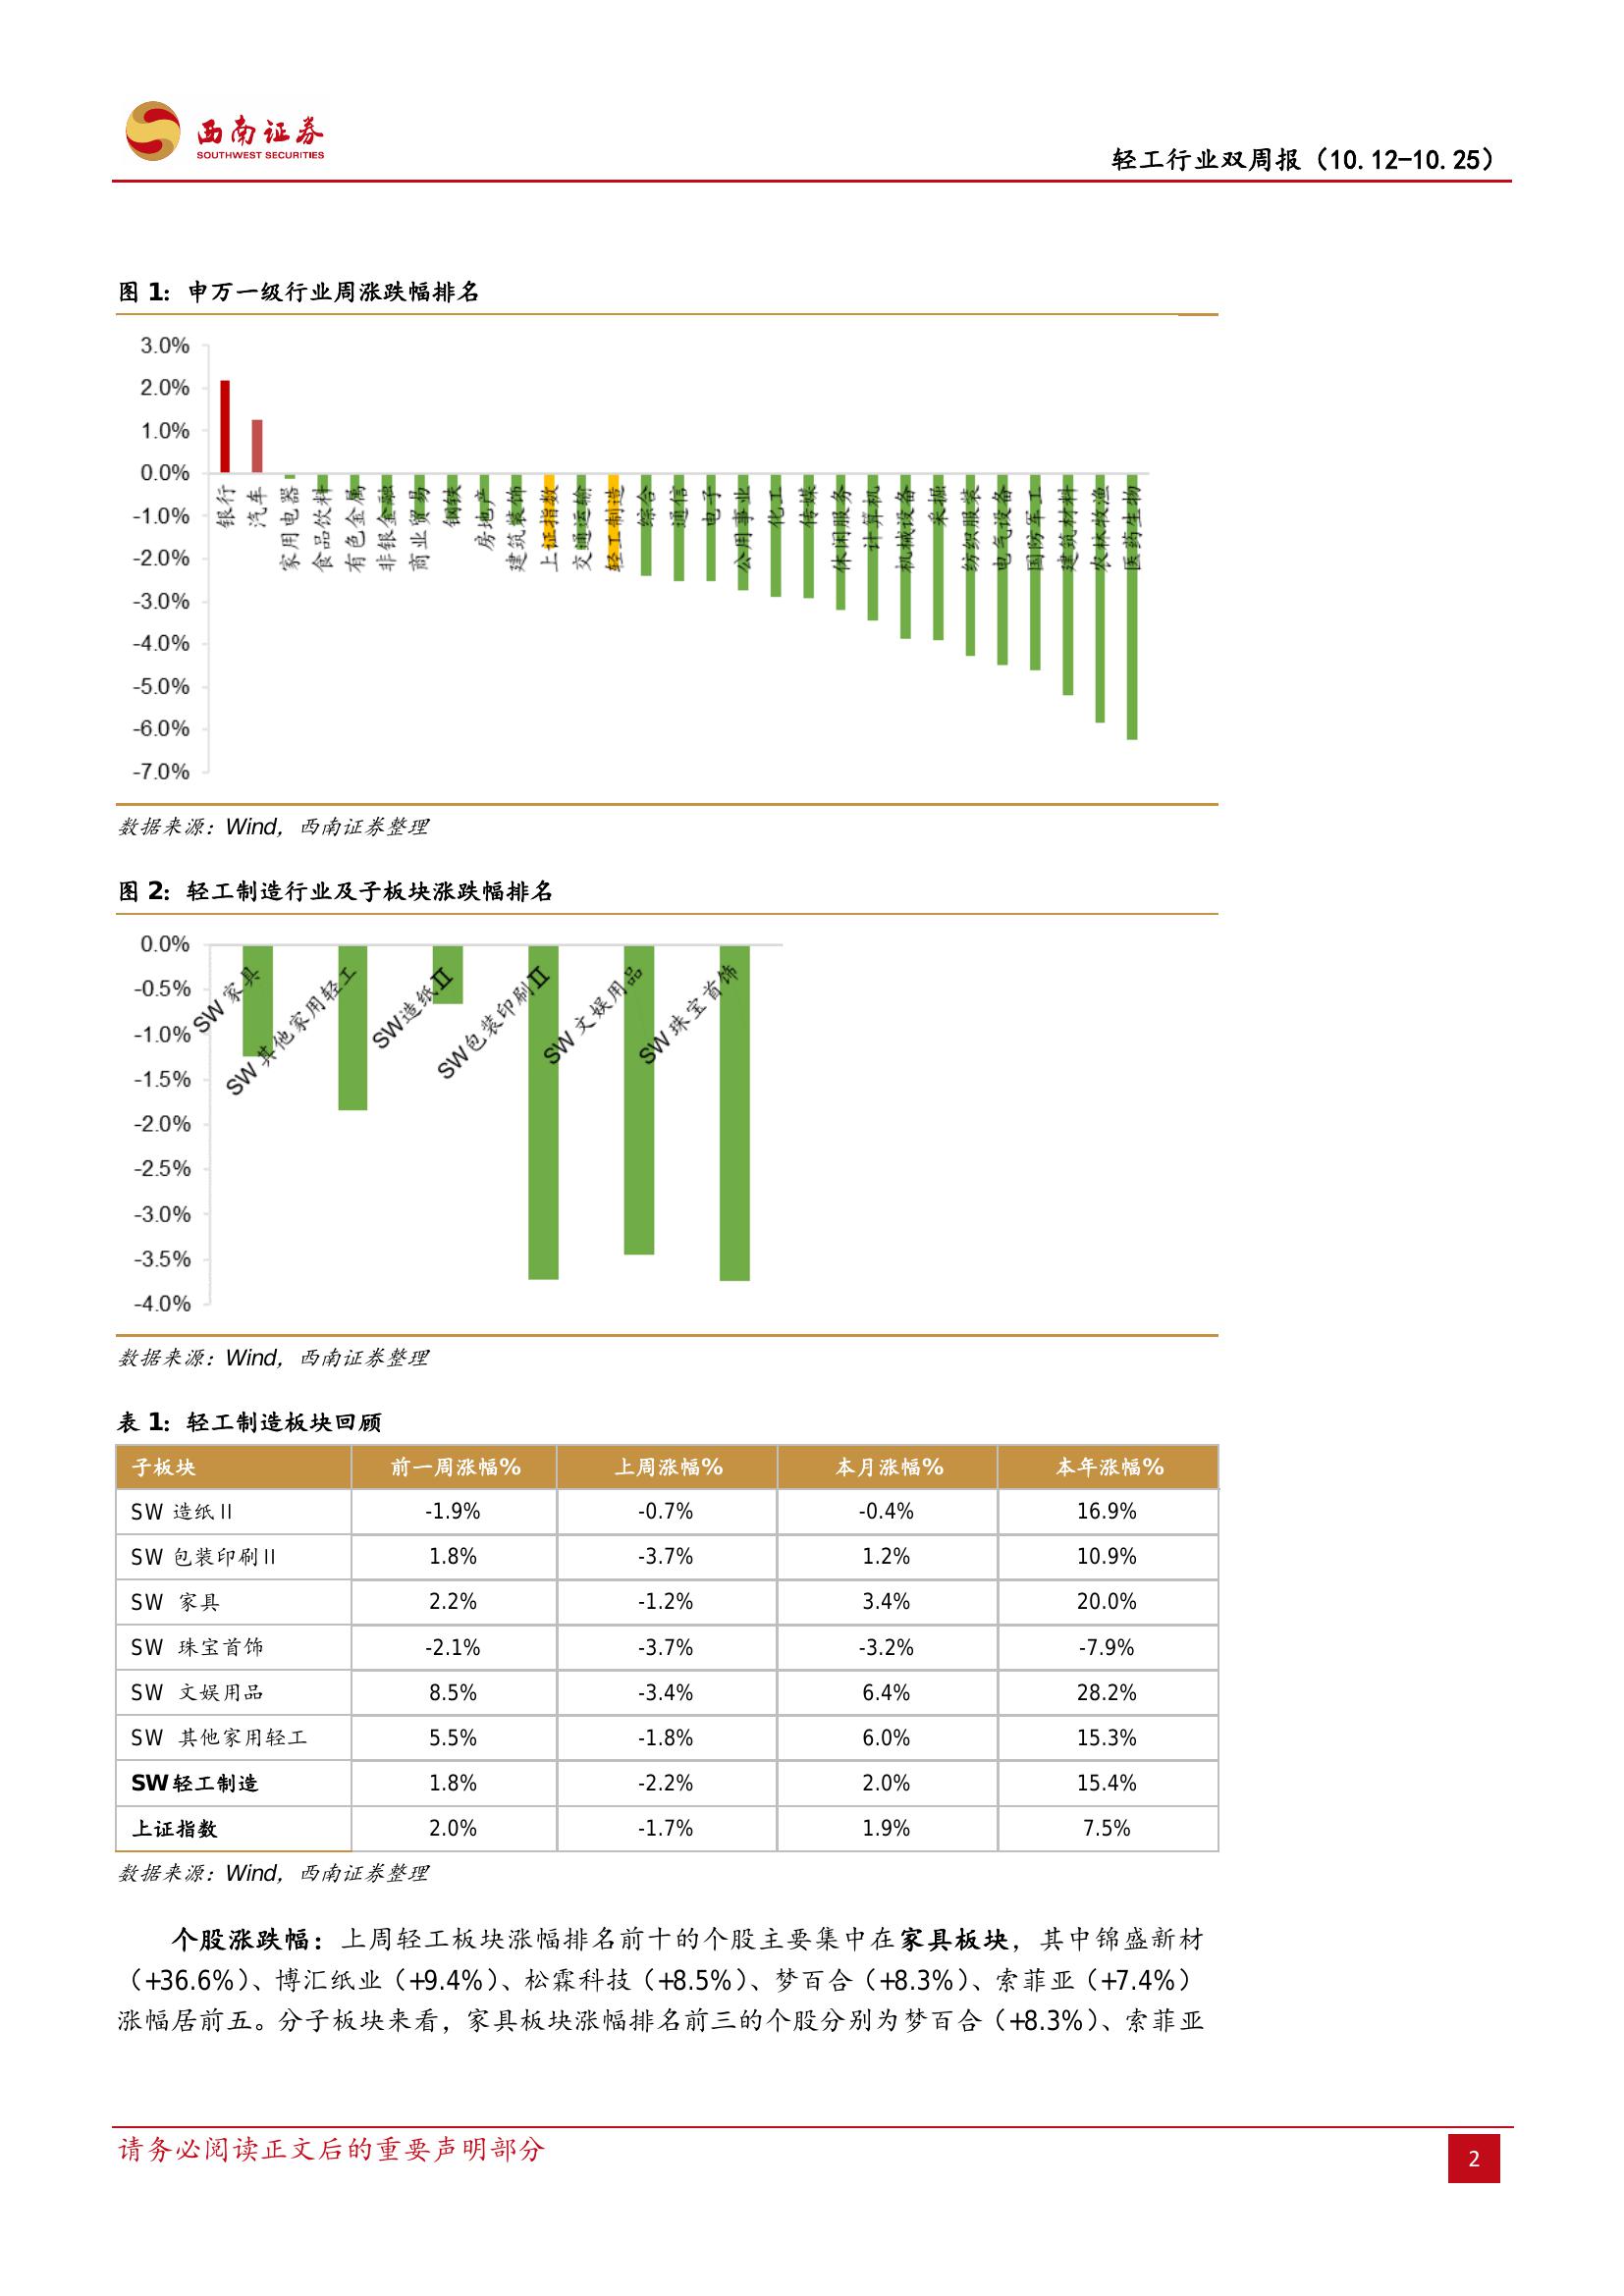 西南证券
SOUTHWEST SECURITIES
轻工行业双周报（10.12-10.25）
图 1：申万一级行业周涨跌幅排名
3.0%
2.0%
1.0%
0.0%
-1.0%
-2.0%
-3.0%
-4.0%
-5.0%
-6.0%
-7.0%
银行
汽车
家用电器
食品饮料
有色金属
非银金融
商业贸易
钢铁
房地产
建筑装饰
上证指数
交通运输
轻工制造
综合
通信
电子
公用事业
化工
传媒
休闲服务
计算机
机械设备
采掘
纺织服装
电气设备
国防军工
建筑材料
农林牧渔
医药生物
数据来源：Wind，西南证券整理
图 2：轻工制造行业及子板块涨跌幅排名
0.0%
-0.5%
-1.0%
-1.5%
-2.0%
-2.5%
-3.0%
-3.5%
-4.0%
SW 家具
SW 其他家用轻工
SW造纸Ⅱ
SW包装印刷Ⅱ
SW 文娱用品
SW 珠宝首饰
数据来源：Wind，西南证券整理
表 1：轻工制造板块回顾
子板块 前一周涨幅% 上周涨幅% 本月涨幅% 本年涨幅%
SW 造纸Ⅱ -1.9% -0.7% -0.4% 16.9%
SW 包装印刷Ⅱ 1.8% -3.7% 1.2% 10.9%
SW 家具 2.2% -1.2% 3.4% 20.0%
SW 珠宝首饰 -2.1% -3.7% -3.2% -7.9%
SW 文娱用品 8.5% -3.4% 6.4% 28.2%
SW 其他家用轻工 5.5% -1.8% 6.0% 15.3%
SW轻工制造 1.8% -2.2% 2.0% 15.4%
上证指数 2.0% -1.7% 1.9% 7.5%
数据来源：Wind，西南证券整理
个股涨跌幅：上周轻工板块涨幅排名前十的个股主要集中在家具板块，其中锦盛新材
（+36.6%）、博汇纸业（+9.4%）、松霖科技（+8.5%）、梦百合（+8.3%）、索菲亚（+7.4%）
涨幅居前五。分子板块来看，家具板块涨幅排名前三的个股分别为梦百合（+8.3%）、索菲亚
请务必阅读正文后的重要声明部分
2